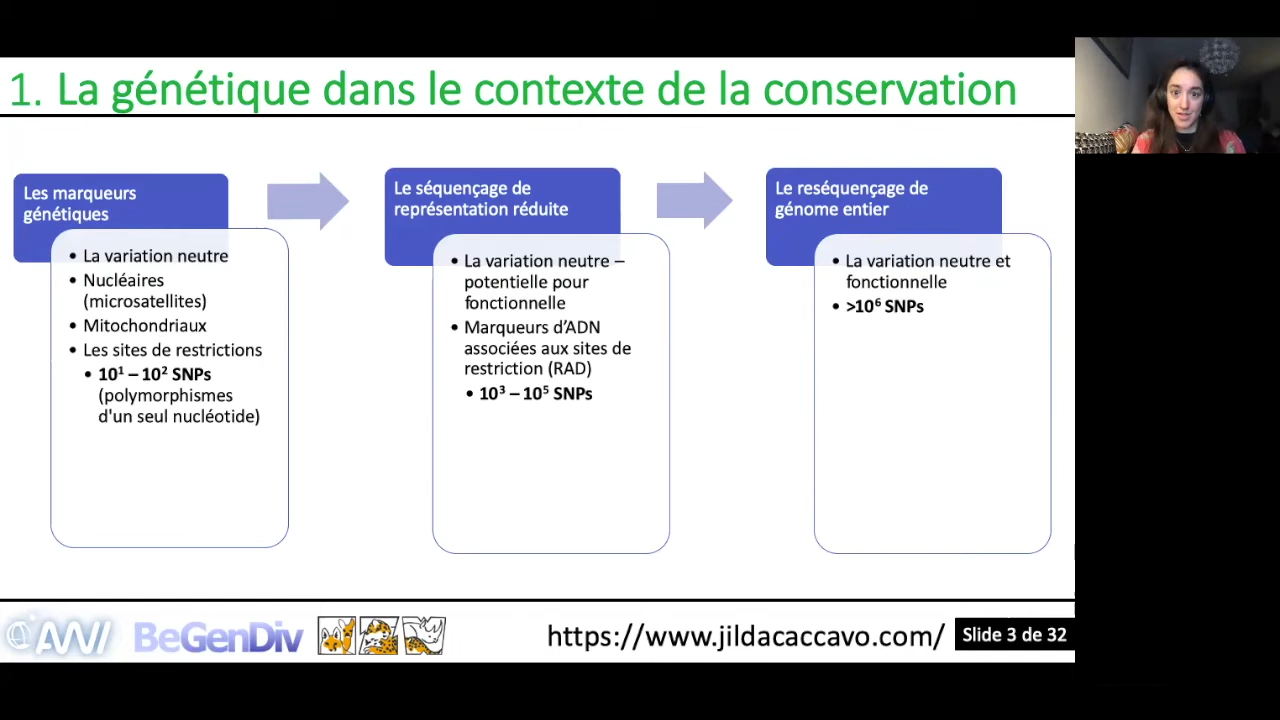 1. La génétique dans le contexte de la conservation
Les marqueurs
génétiques
• La variation neutre
• Nucléaires
(microsatellites)
• Mitochondriaux
• Les sites de restrictions
• 10¹ – 10² SNPs
(polymorphismes
d'un seul nucléotide)
Le séquençage de
représentation réduite
• La variation neutre –
potentielle pour
fonctionnelle
• Marqueurs d’ADN
associées aux sites de
restriction (RAD)
• 10³ – 10⁵ SNPs
Le reséquençage de
génome entier
• La variation neutre et
fonctionnelle
• >10⁶ SNPs
AWI
BeGenDiv
https://www.jildacaccavo.com/
Slide 3 de 32